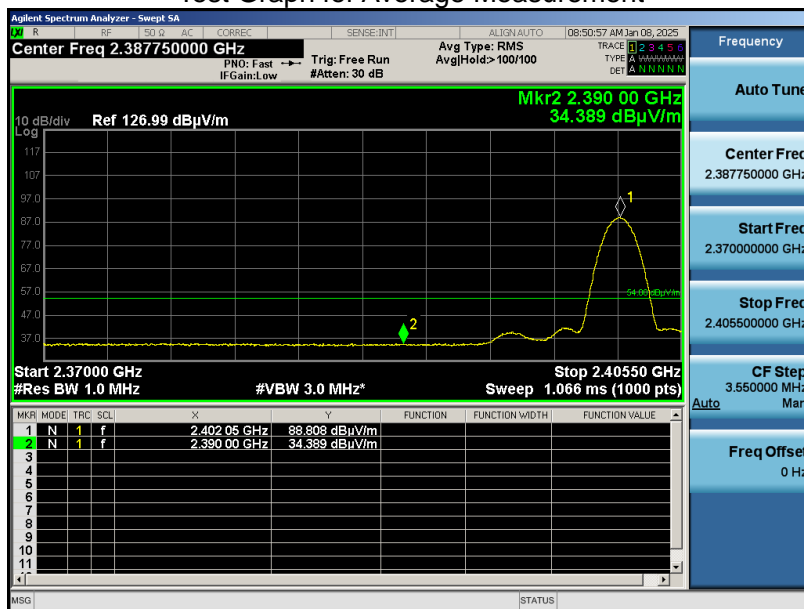 Test Graph for Average Measurement
Agilent Spectrum Analyzer - Swept SA
LXI R RF 50 Ω AC CORREC SENSE:INT ALIGN AUTO 08:50:57 AM Jan 08, 2025
Center Freq 2.387750000 GHz
PNO: Fast
IFGain:Low
Trig: Free Run
#Atten: 30 dB
Avg Type: RMS
Avg|Hold:>100/100
TRACE 1 2 3 4 5 6
TYPE A WWWWW
DET A N N N N N
Mkr2 2.390 00 GHz
34.389 dBµV/m
10 dB/div Ref 126.99 dBµV/m
Log
117
107
97.0
87.0
77.0
67.0
57.0
47.0
37.0
1
54.00 dBµV/m
2
Start 2.37000 GHz Stop 2.40550 GHz
#Res BW 1.0 MHz #VBW 3.0 MHz* Sweep 1.066 ms (1000 pts)
MKR MODE TRC SCL X Y FUNCTION FUNCTION WIDTH FUNCTION VALUE
1 N 1 f 2.402 05 GHz 88.808 dBµV/m
2 N 1 f 2.390 00 GHz 34.389 dBµV/m
3
4
5
6
7
8
9
10
11
MSG STATUS
Frequency
Auto Tune
Center Freq
2.387750000 GHz
Start Freq
2.370000000 GHz
Stop Freq
2.405500000 GHz
CF Step
3.550000 MHz
Auto Man
Freq Offset
0 Hz